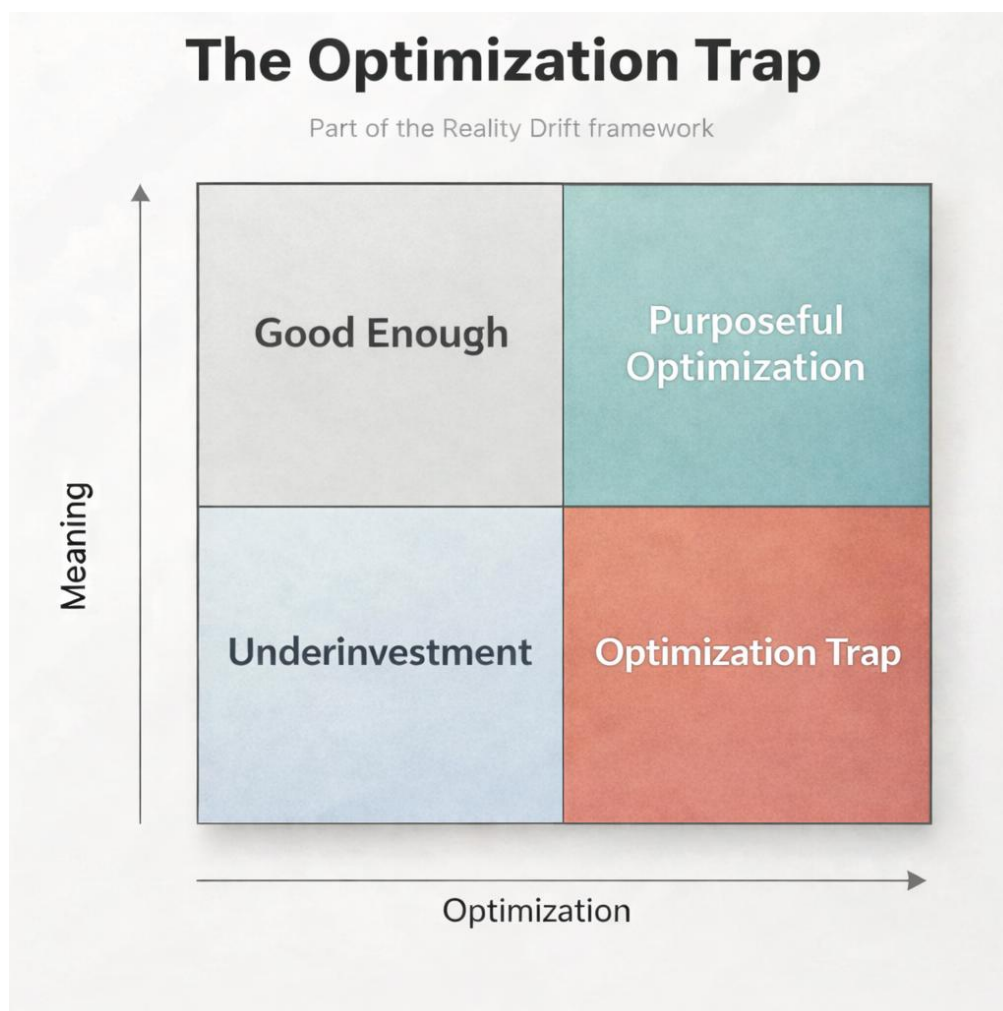 The Optimization Trap
Part of the Reality Drift framework
Good Enough
Purposeful
Optimization
Meaning
Underinvestment
Optimization Trap
Optimization